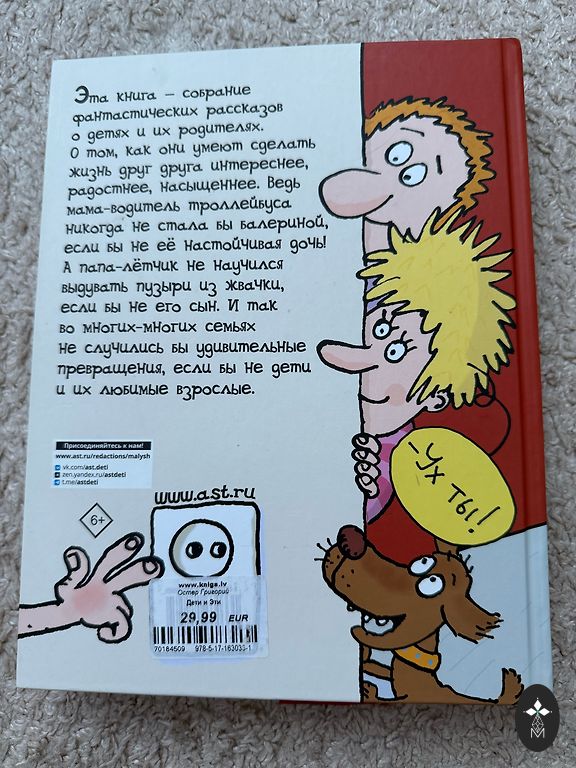 Эта книга – собрание
фантастических рассказов
о детях и их родителях.
О том, как они умеют сделать
жизнь друг друга интереснее,
радостнее, насыщеннее. Ведь
мама-водитель троллейбуса
никогда не стала бы балериной,
если бы не её настойчивая дочь!
А папа-лётчик не научился
выдувать пузыри из жвачки,
если бы не его сын. И так
во многих-многих семьях
не случились бы удивительные
превращения, если бы не дети
и их любимые взрослые.
-Ух ты!
Присоединяйтесь к нам!
www.ast.ru/redactions/malysh
vk.com/ast.deti
zen.yandex.ru/astdeti
t.me/astdeti
www.ast.ru
6+
www.kniga.lv
Остер Григорий
Дети и Эти
29,99 EUR
70184509 978-5-17-163039-1
M